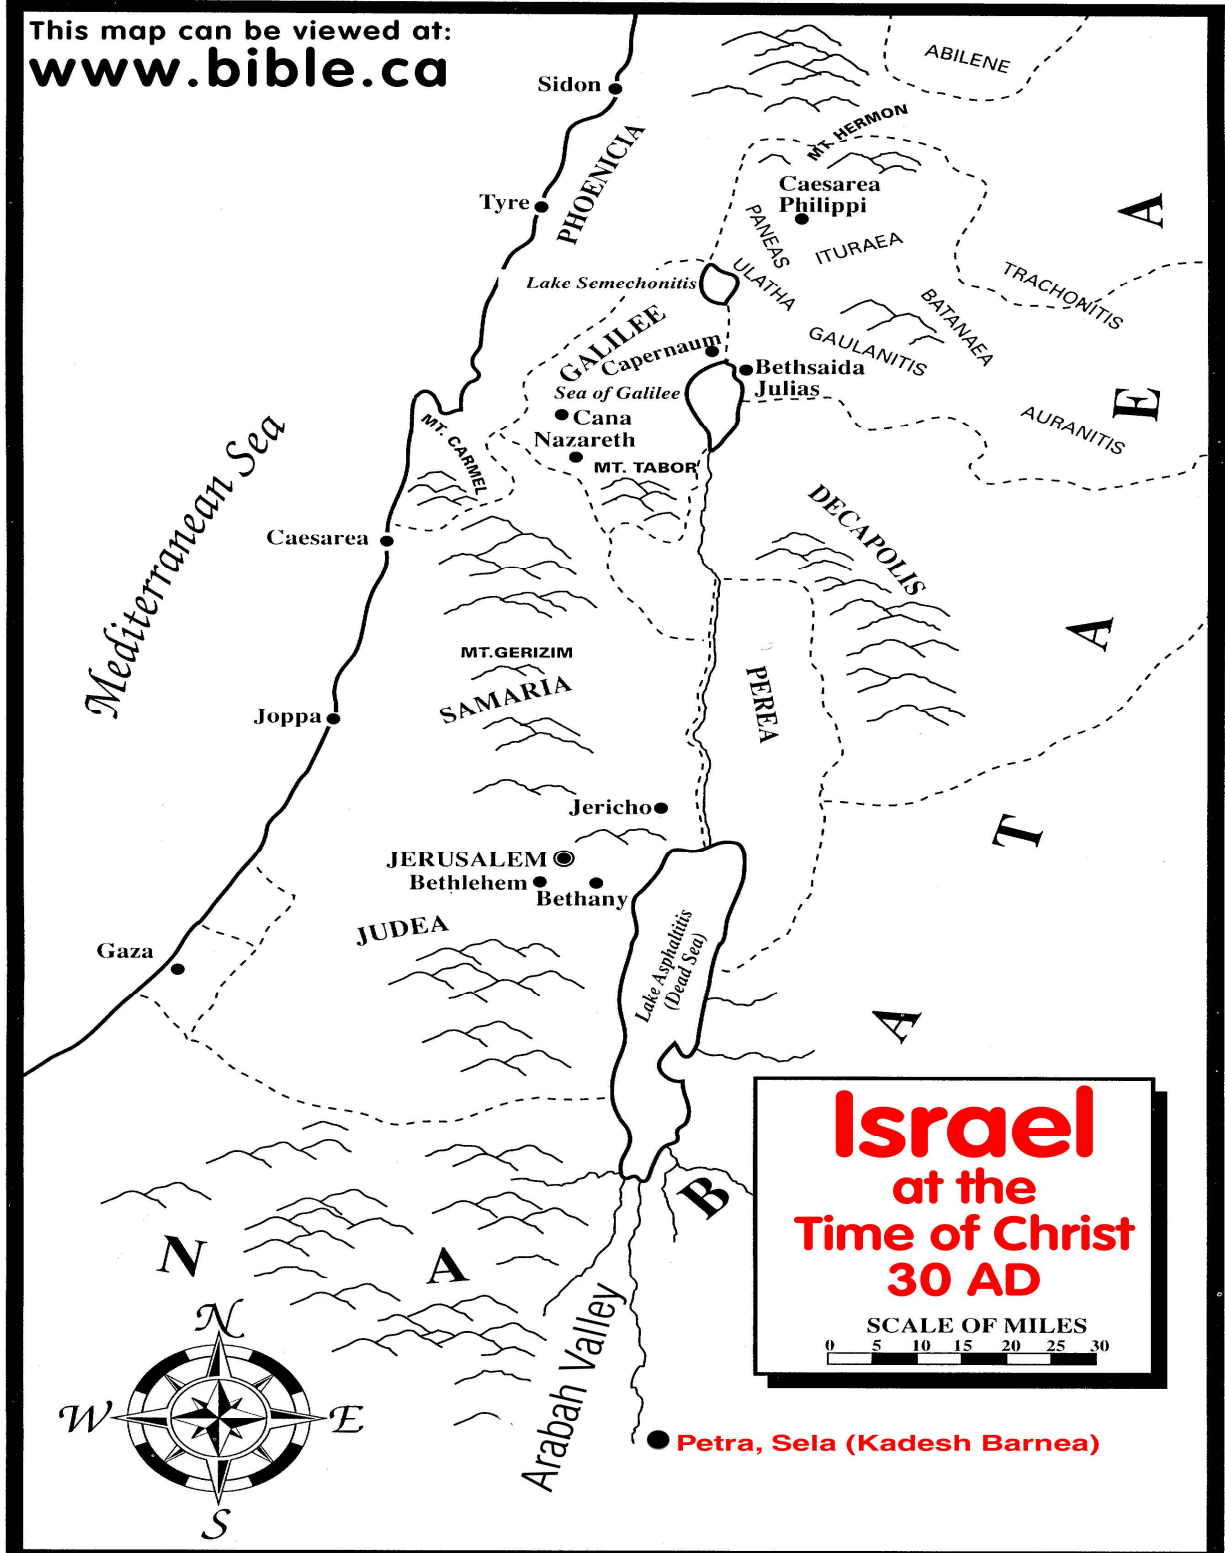 This map can be viewed at:
www.bible.ca
Sidon
ABILENE
MT. HERMON
PHOENICIA
Caesarea
Philippi
Tyre
PANEAS
ITURAEA
A
Lake Semechonitis
ULATHA
TRACHONITIS
BATANAEA
GALILEE
GAULANITIS
Capernaum
Bethsaida
Julias
Sea of Galilee
E
AURANITIS
Cana
Nazareth
MT. CARMEL
MT. TABOR
Mediterranean Sea
DECAPOLIS
Caesarea
A
MT.GERIZIM
SAMARIA
PEREA
Joppa
Jericho
T
JERUSALEM
Bethlehem
Bethany
JUDEA
Gaza
Lake Asphaltitis
(Dead Sea)
A
Israel
at the
Time of Christ
30 AD
SCALE OF MILES
0 5 10 15 20 25 30
B
N
A
Arabah Valley
N
W
E
S
Petra, Sela (Kadesh Barnea)